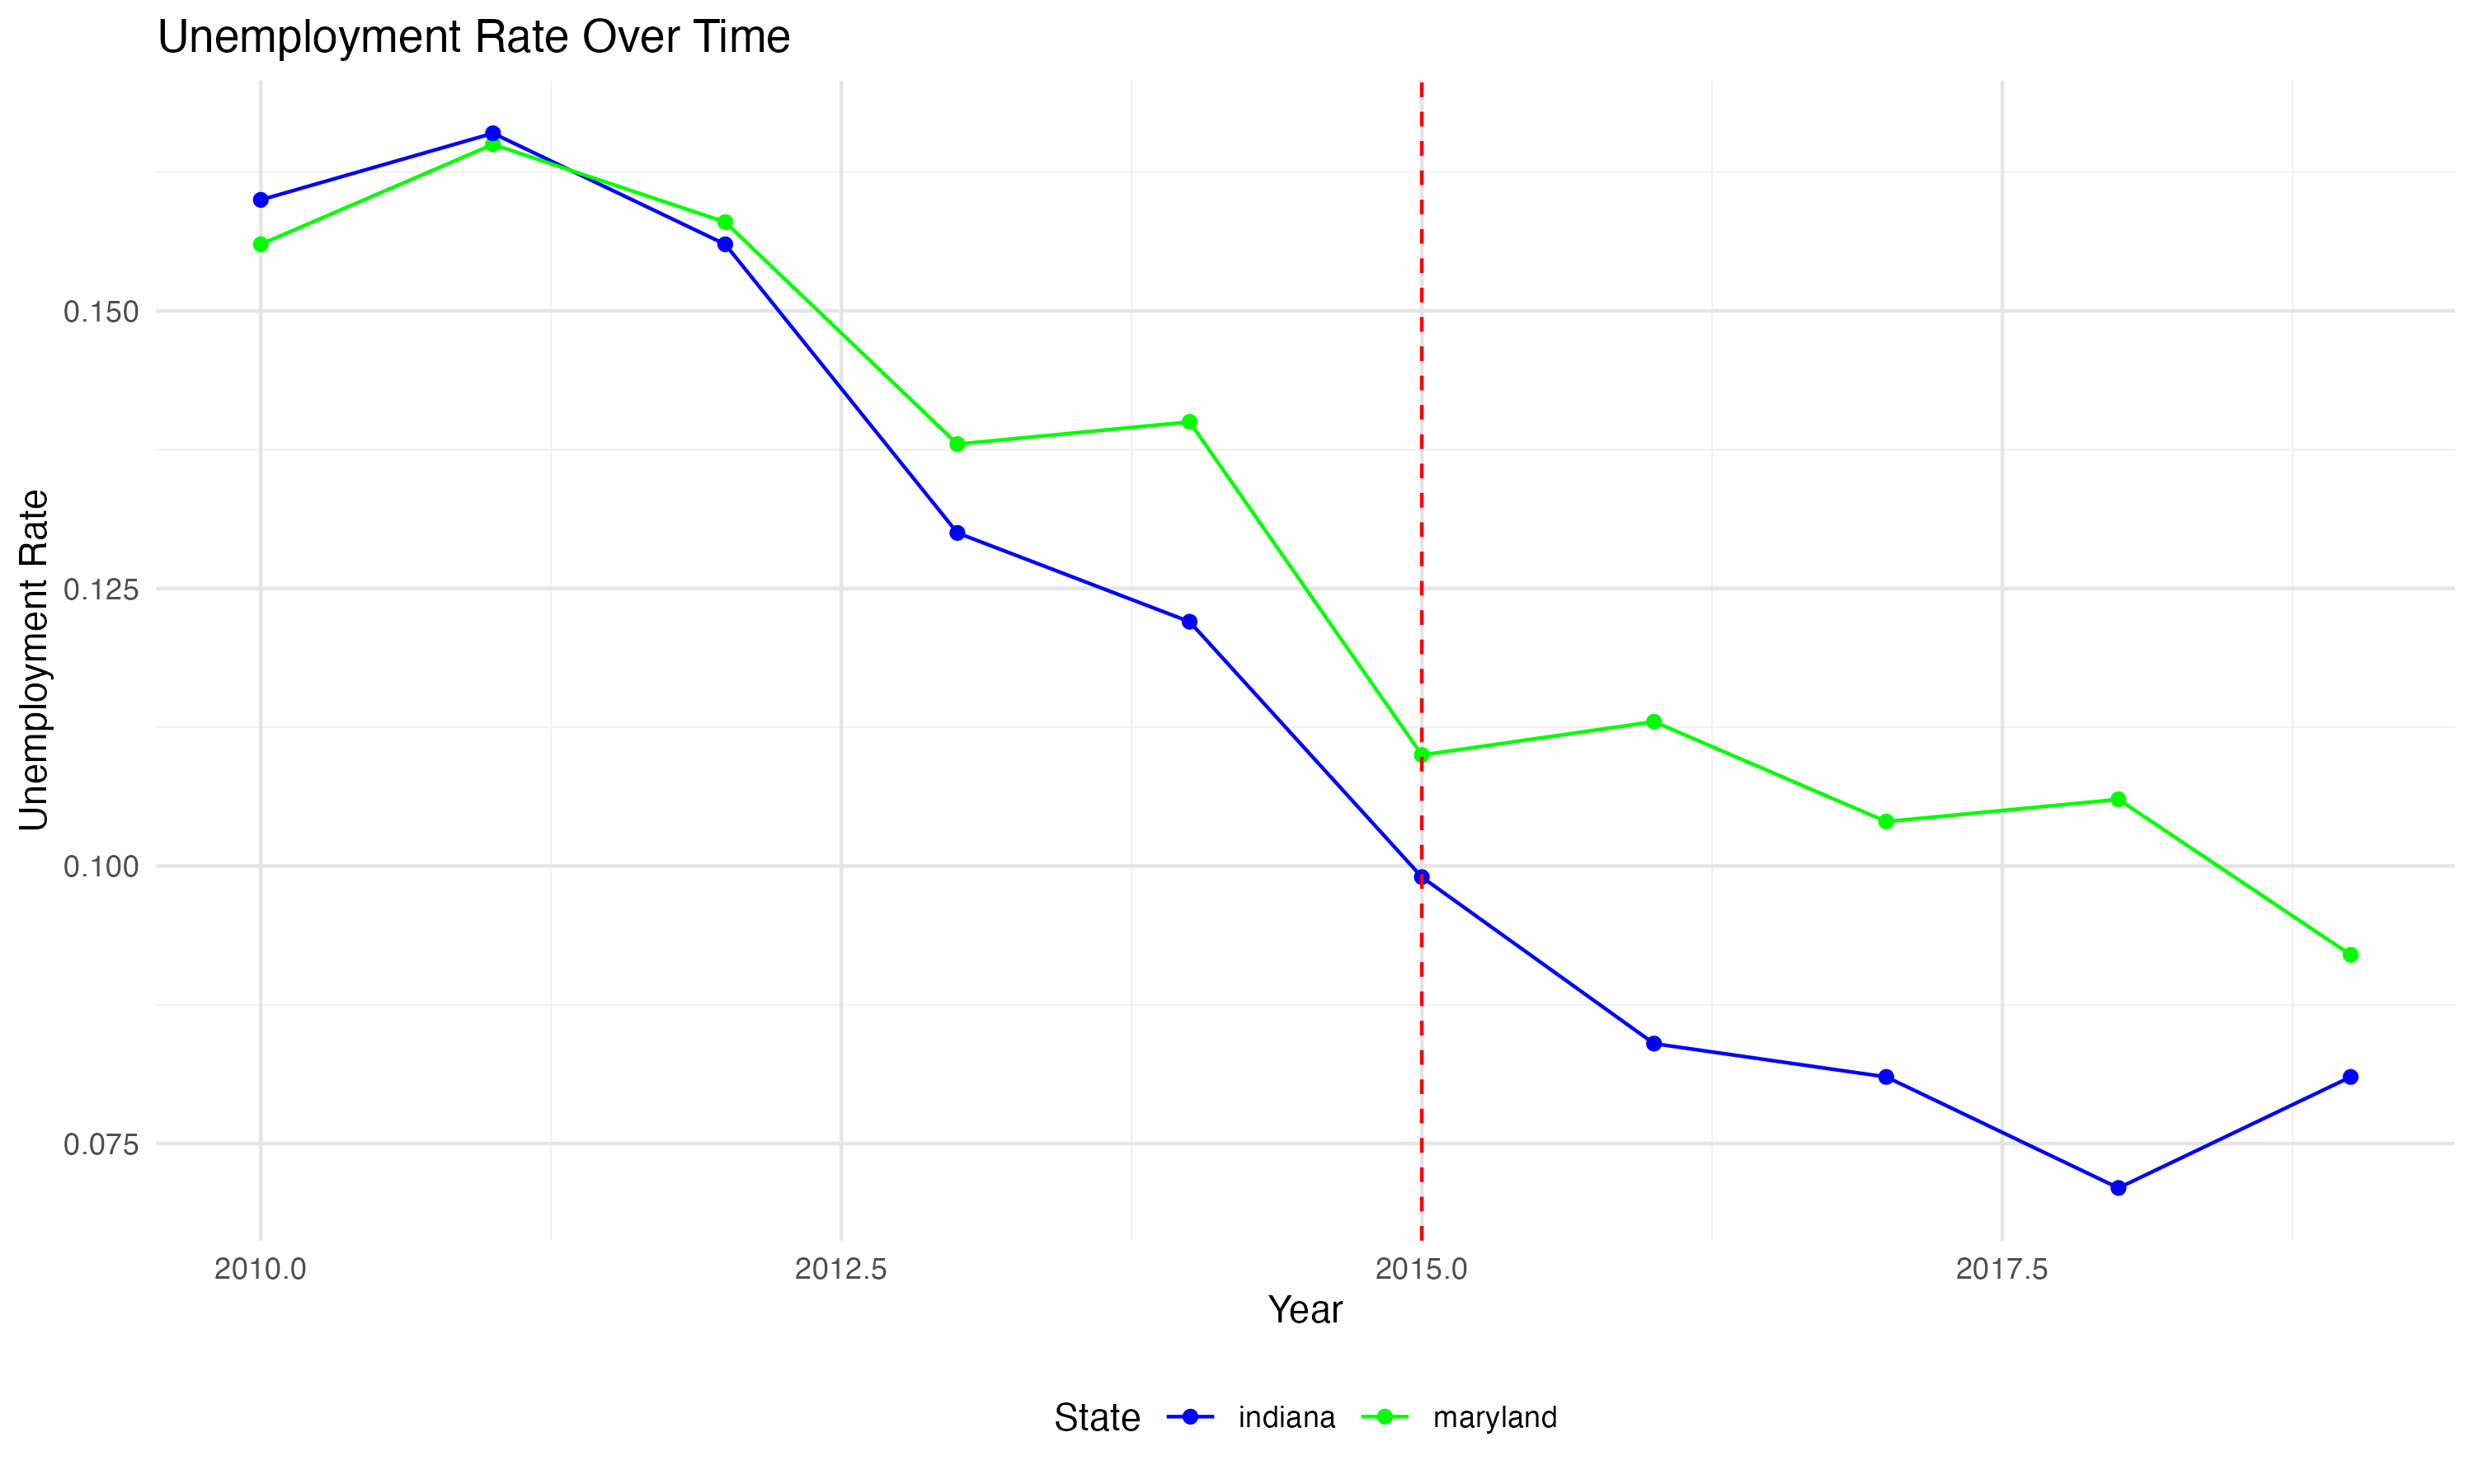 Unemployment Rate Over Time
Unemployment Rate
0.150
0.125
0.100
0.075
2010.0 2012.5 2015.0 2017.5
Year
State indiana maryland